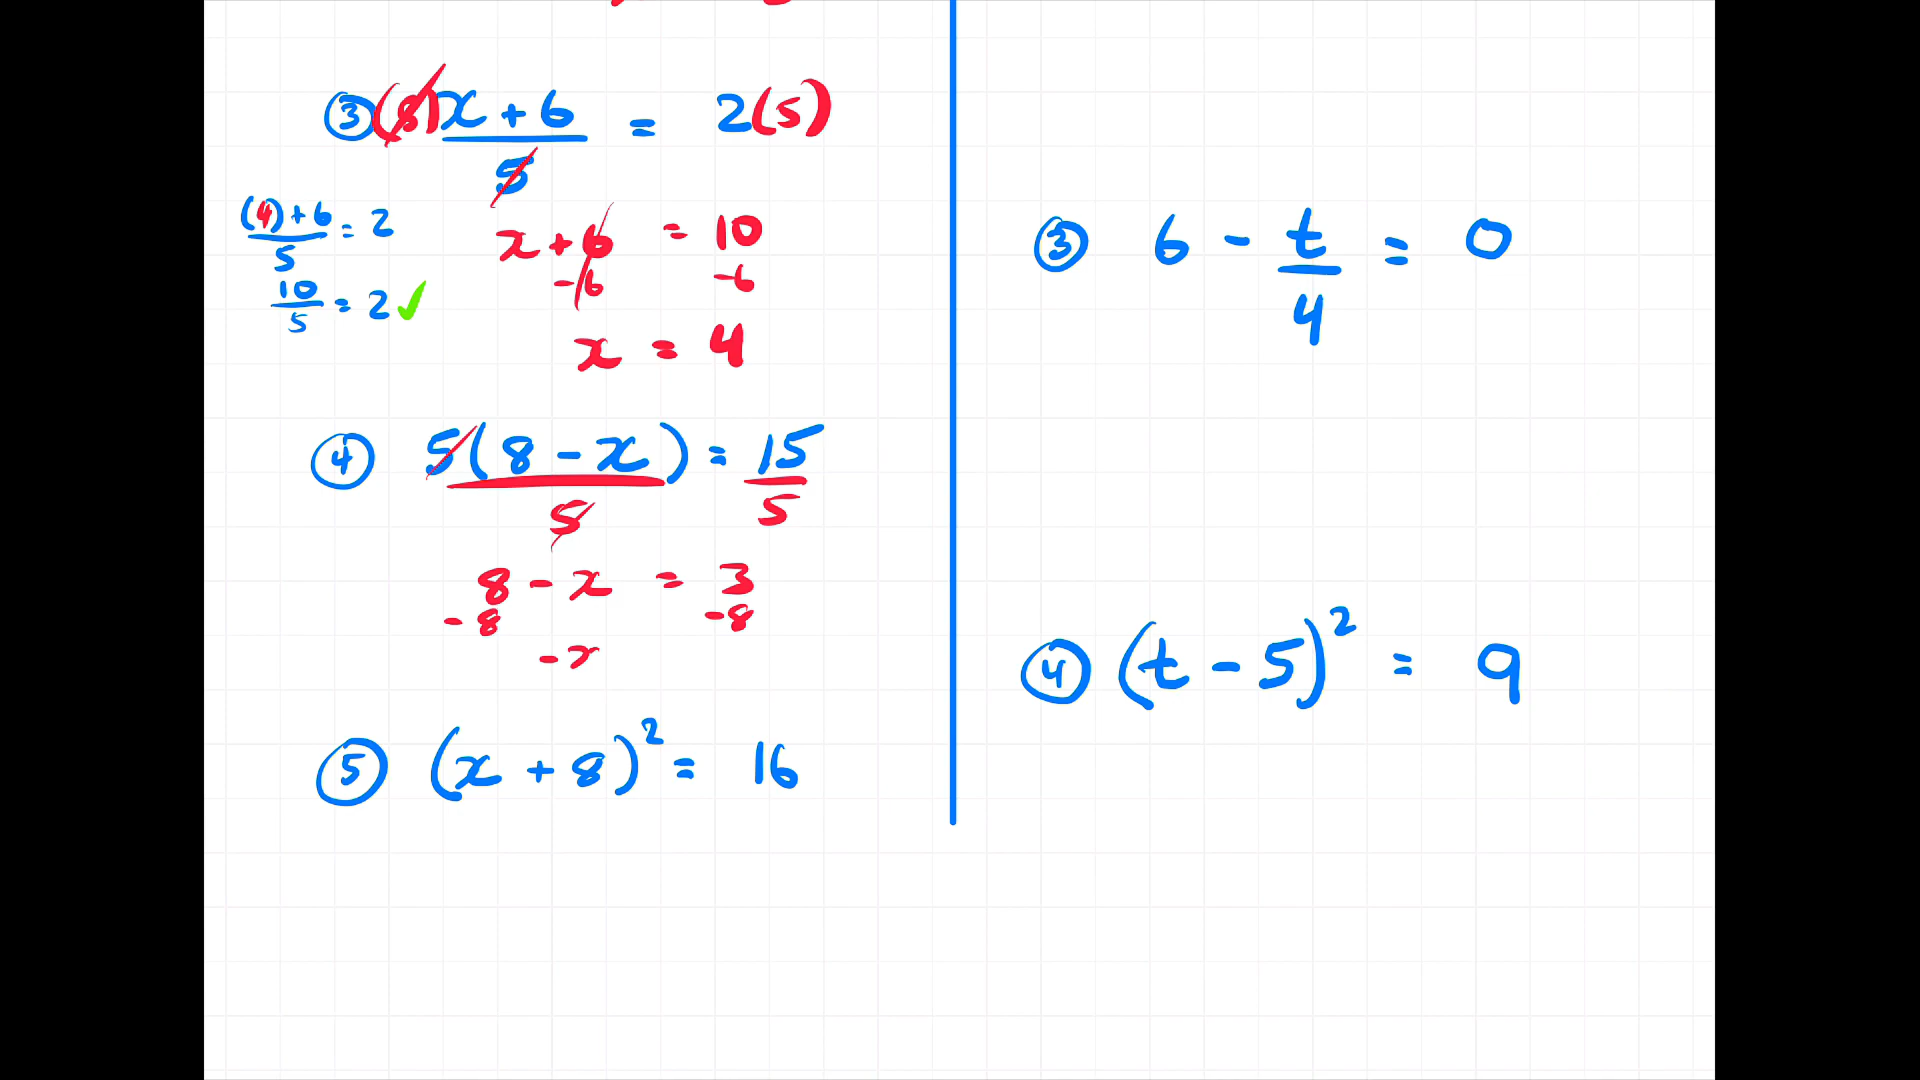 ③ (5) x + 6 / 5 = 2(5)
(4) + 6 / 5 = 2
10 / 5 = 2 ✓
x + 6 = 10
-6 -6
x = 4
④ 5(8 - x) / 5 = 15 / 5
8 - x = 3
-8 -8
-x
⑤ (x + 8)² = 16
③ 6 - t / 4 = 0
④ (t - 5)² = 9